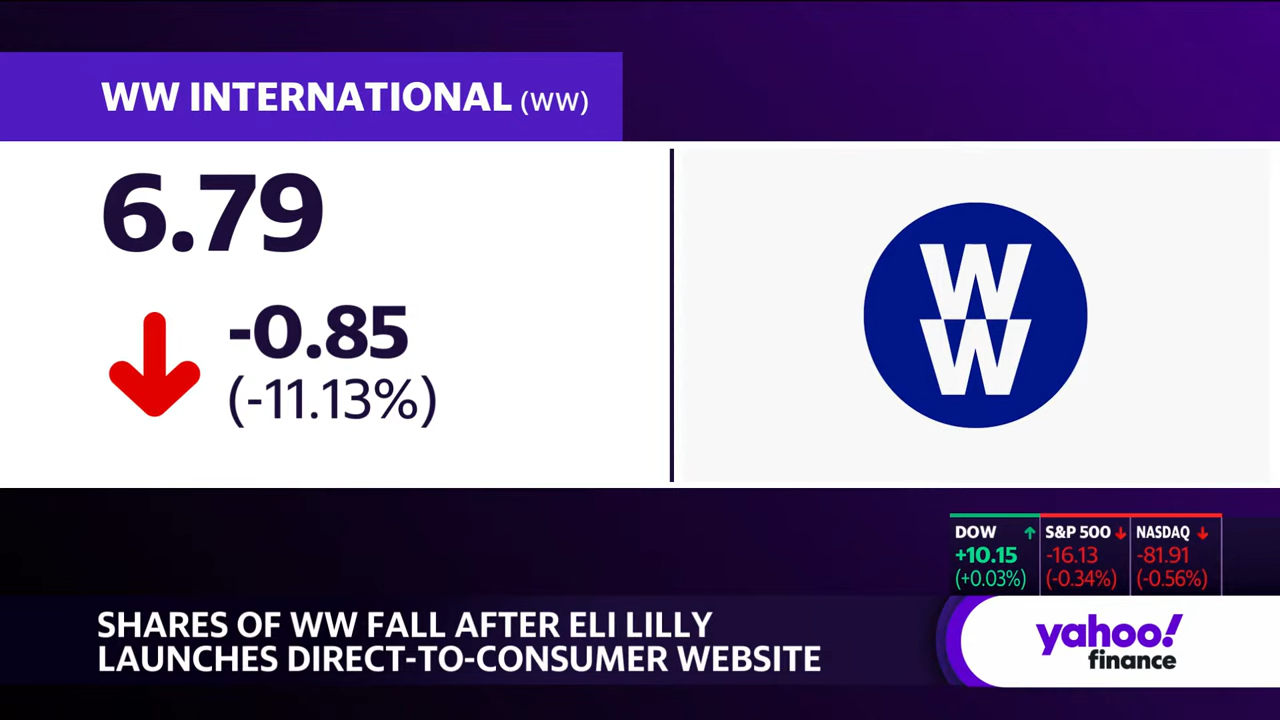 WW INTERNATIONAL (WW)
6.79
-0.85
(-11.13%)
W
W
DOW
+10.15
(+0.03%)
S&P 500
-16.13
(-0.34%)
NASDAQ
-81.91
(-0.56%)
SHARES OF WW FALL AFTER ELI LILLY
LAUNCHES DIRECT-TO-CONSUMER WEBSITE
yahoo!
finance